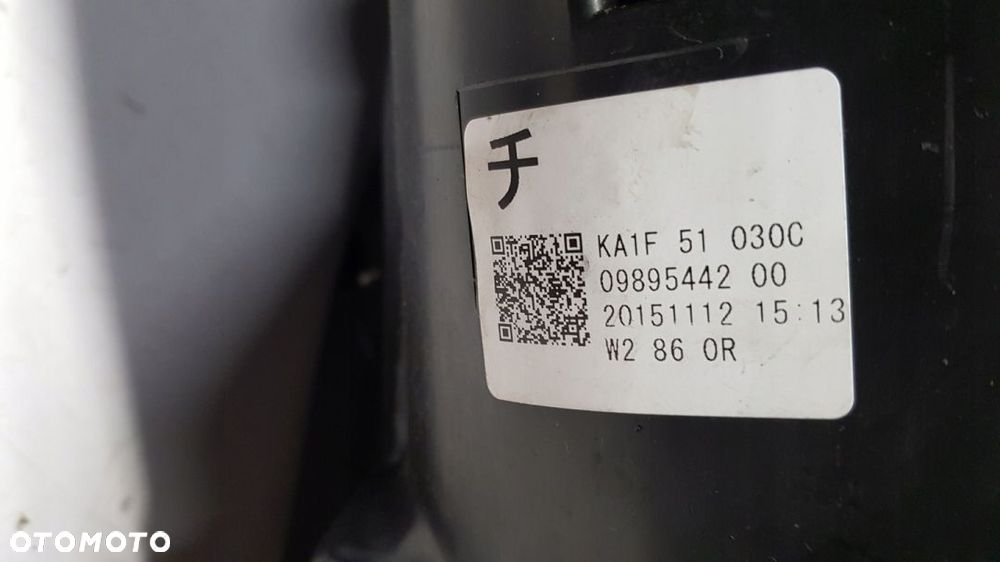 チ
KA1F 51 030C
09895442 00
20151112 15:13
W2 86 0R
OTOMOTO